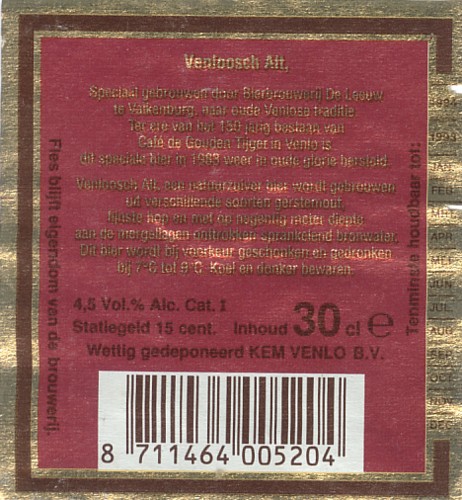 Venloosch Alt,
Speciaal gebrouwen door Bierbrouwerij De Leeuw
te Valkenburg, naar oude Venlose traditie.
Ter ere van het 150 jarig bestaan van
Café de Gouden Tijger in Venlo is
dit speciale bier in 1983 weer in oude glorie hersteld.
Venloosch Alt, een natuurzuiver bier wordt gebrouwen
uit verschillende soorten gerstemout,
fijnste hop en met op negentig meter diepte
aan de mergellagen onttrokken sprankelend bronwater.
Dit bier wordt bij voorkeur geschonken en gedronken
bij 7°C tot 9°C. Koel en donker bewaren.
4,5 Vol.% Alc. Cat. I
Statiegeld 15 cent. Inhoud 30 cl e
Wettig gedeponeerd KEM VENLO B.V.
8 711464 005204
Fles blijft eigendom van de brouwerij.
Tenminste houdbaar tot:
1993
FEB
APR
MEI
JUN
JUL
AUG
SEP
OCT
NOV
DEC